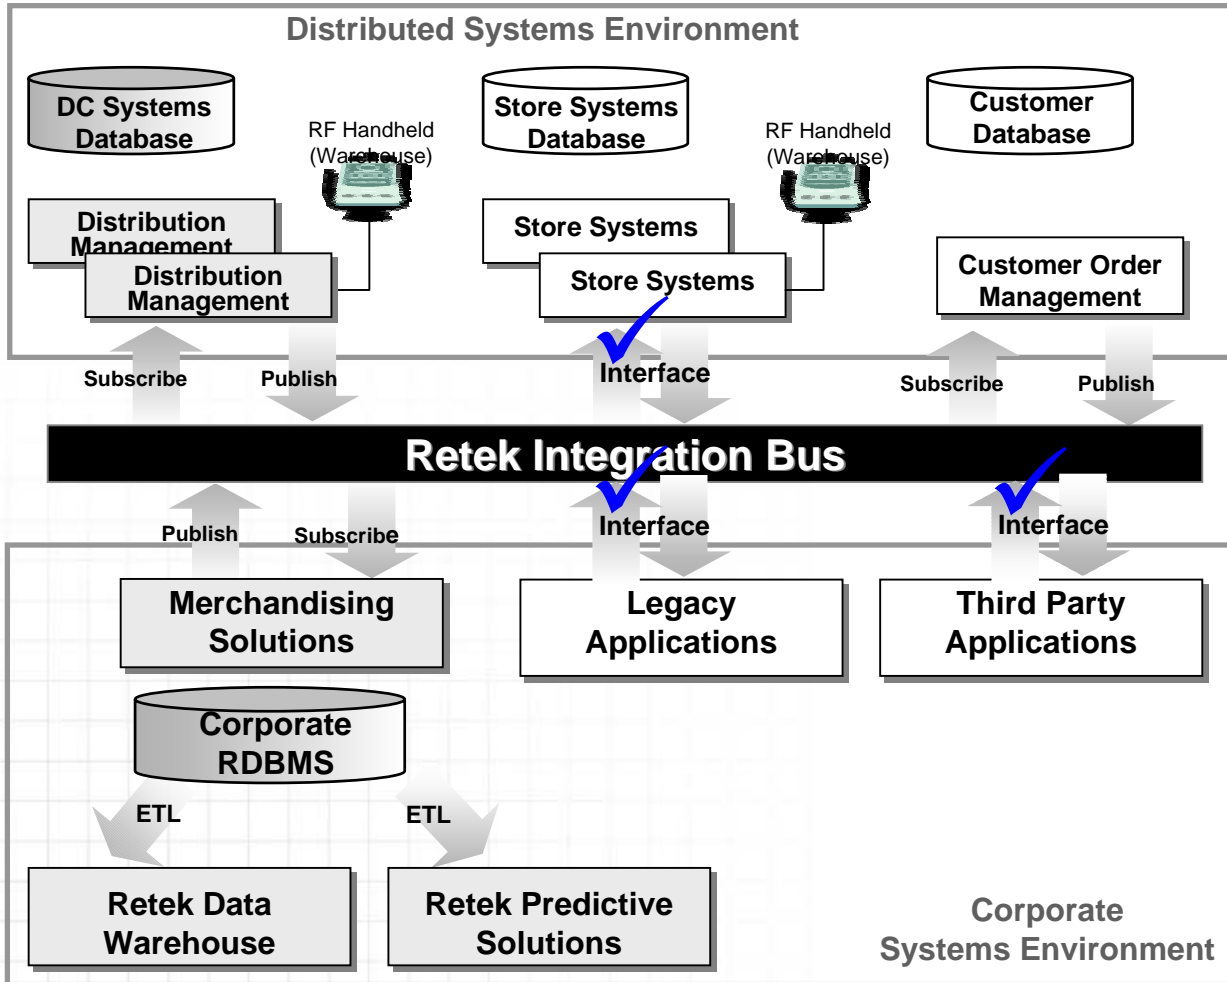 Distributed Systems Environment
DC Systems
Database
RF Handheld
(Warehouse)
Store Systems
Database
RF Handheld
(Warehouse)
Customer
Database
Distribution
Management
Distribution
Management
Store Systems
Store Systems
Customer Order
Management
Subscribe
Publish
Interface
Subscribe
Publish
Retek Integration Bus
Publish
Subscribe
Interface
Interface
Merchandising
Solutions
Legacy
Applications
Third Party
Applications
Corporate
RDBMS
ETL
ETL
Retek Data
Warehouse
Retek Predictive
Solutions
Corporate
Systems Environment